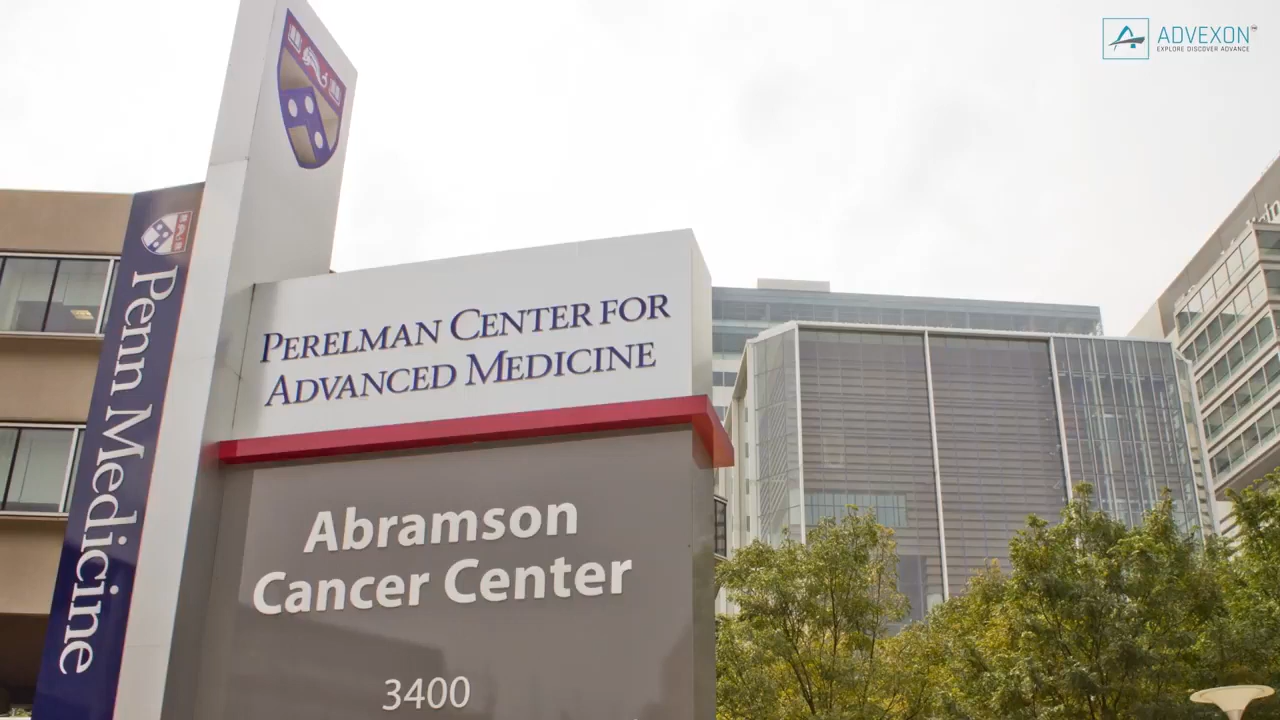 ADVEXON
EXPLORE DISCOVER ADVANCE
Penn Medicine
PERELMAN CENTER FOR
ADVANCED MEDICINE
Abramson
Cancer Center
3400